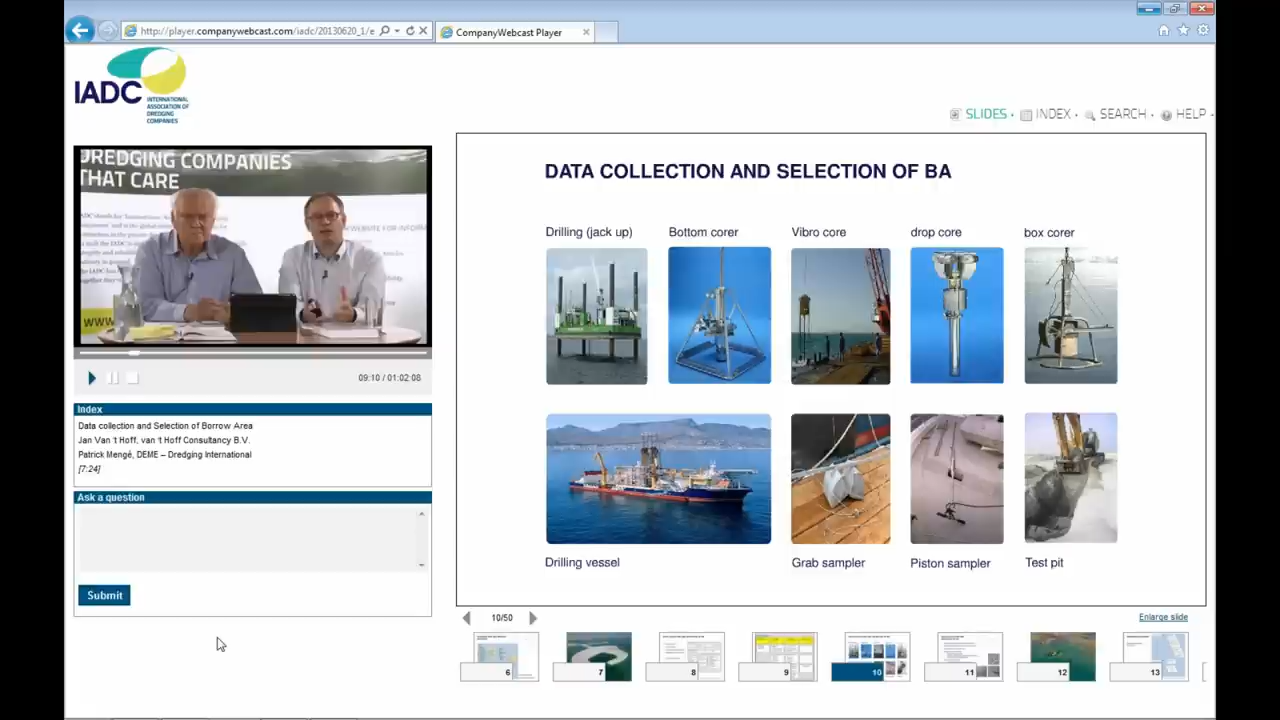 http://player.companywebcast.com/iadc/20130620_1/e
CompanyWebcast Player
IADC
INTERNATIONAL
ASSOCIATION OF
DREDGING
COMPANIES
SLIDES
INDEX
SEARCH
HELP
DREDGING COMPANIES
THAT CARE
WWW
09:10 / 01:02:08
Index
Data collection and Selection of Borrow Area
Jan Van 't Hoff, van 't Hoff Consultancy B.V.
Patrick Mengé, DEME – Dredging International
[7:24]
Ask a question
Submit
DATA COLLECTION AND SELECTION OF BA
Drilling (jack up)
Bottom corer
Vibro core
drop core
box corer
Drilling vessel
Grab sampler
Piston sampler
Test pit
10/50
Enlarge slide
6
7
8
9
10
11
12
13